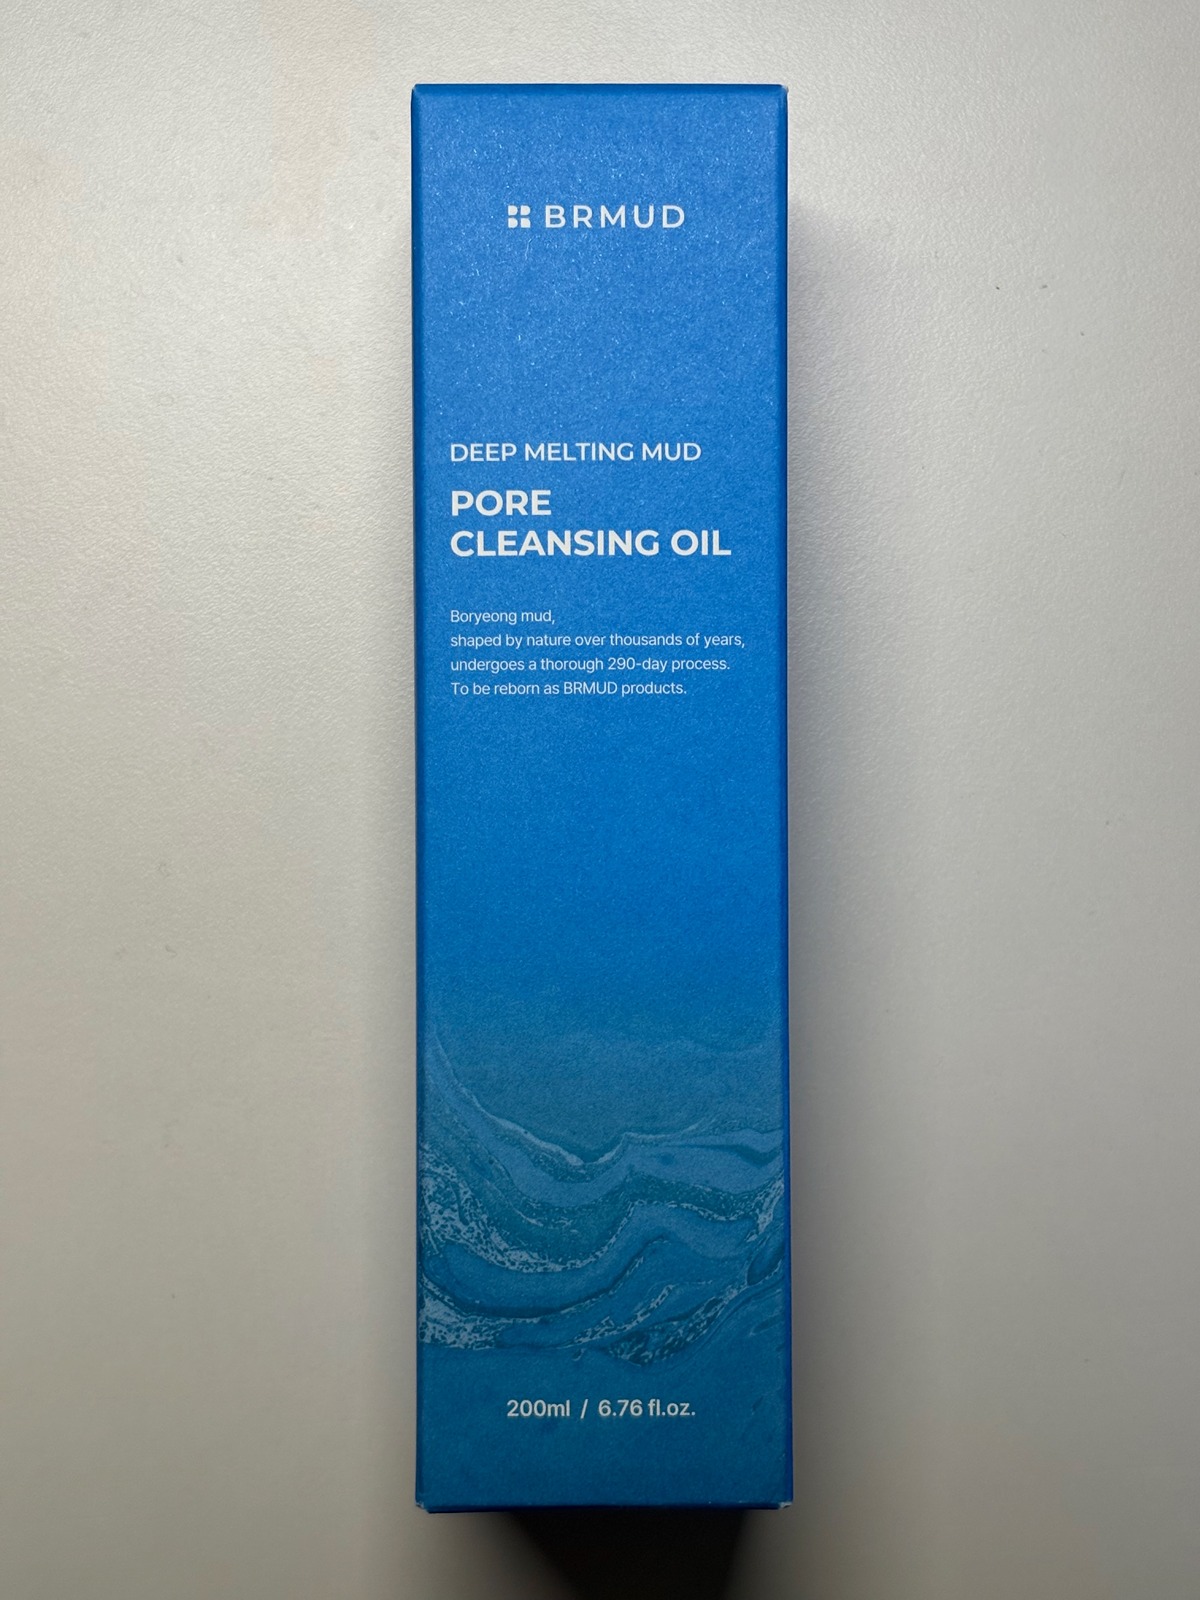 BRMUD
DEEP MELTING MUD
PORE
CLEANSING OIL
Boryeong mud,
shaped by nature over thousands of years,
undergoes a thorough 290-day process.
To be reborn as BRMUD products.
200ml / 6.76 fl.oz.